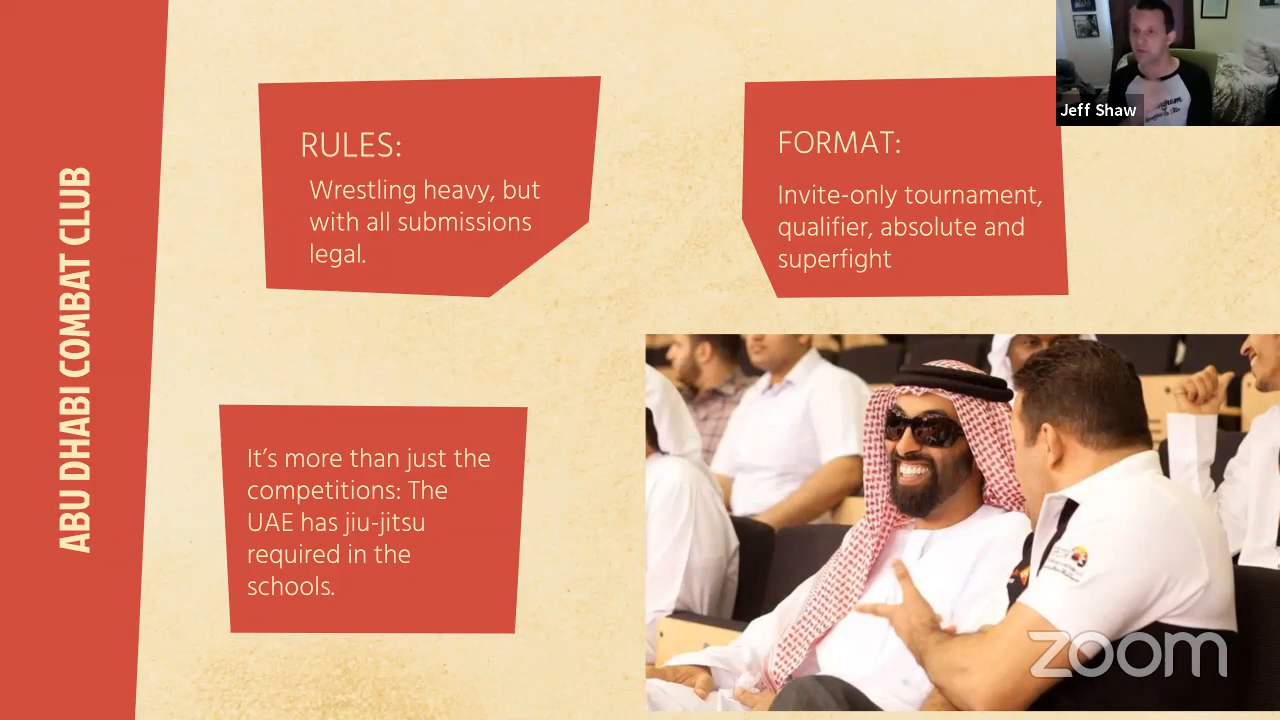 ABU DHABI COMBAT CLUB
RULES:
Wrestling heavy, but
with all submissions
legal.
FORMAT:
Invite-only tournament,
qualifier, absolute and
superfight
Jeff Shaw
It’s more than just the
competitions: The
UAE has jiu-jitsu
required in the
schools.
zoom